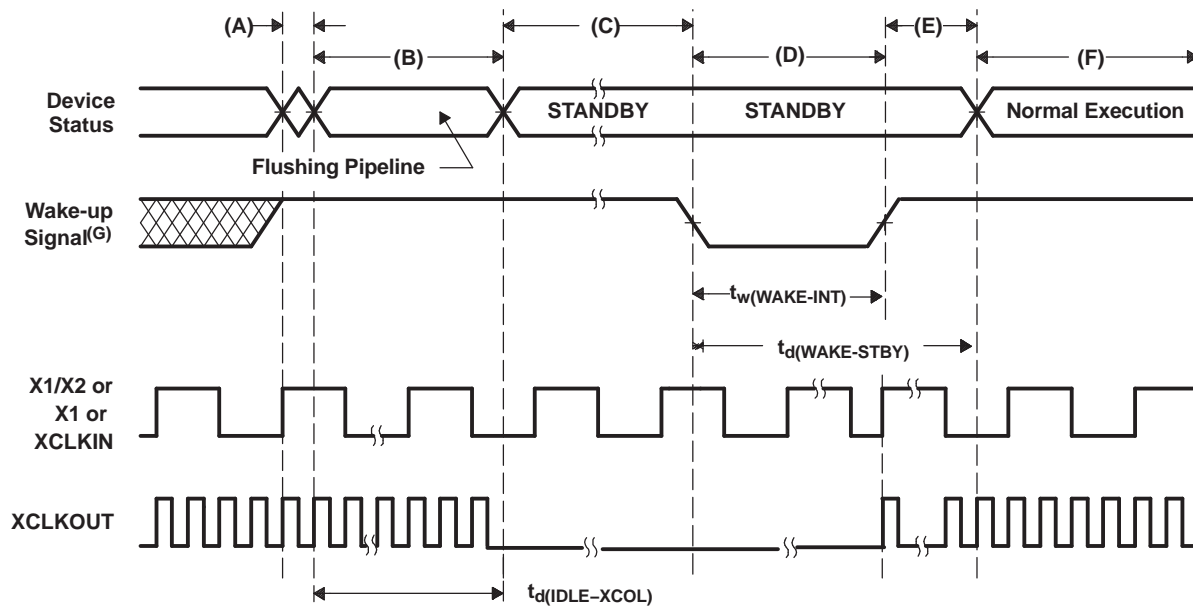 (A)
(B)
(C)
(D)
(E)
(F)
Device
Status
STANDBY
STANDBY
Normal Execution
Flushing Pipeline
Wake-up
Signal(G)
tw(WAKE-INT)
td(WAKE-STBY)
X1/X2 or
X1 or
XCLKIN
XCLKOUT
td(IDLE–XCOL)